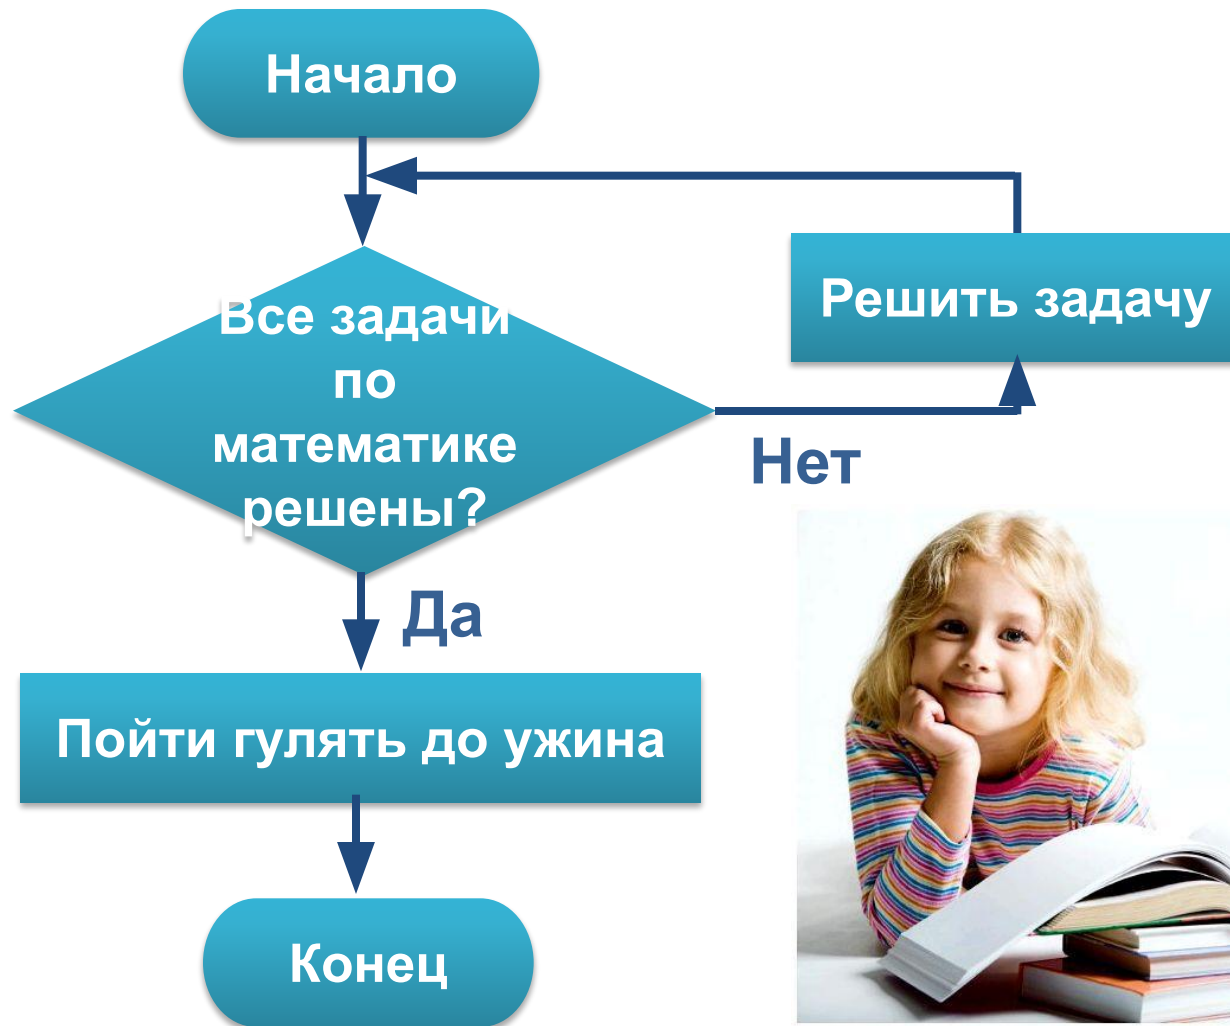 Начало
Решить задачу
Все задачи
по
математике
решены?
Нет
Да
Пойти гулять до ужина
Конец